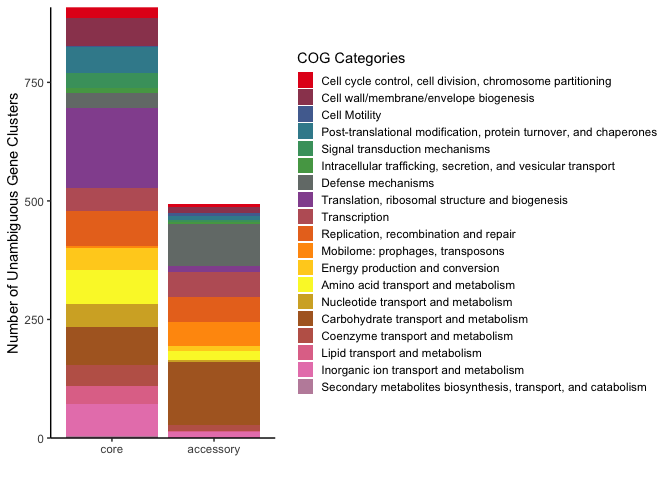 Number of Unambiguous Gene Clusters
750
500
250
0
core
accessory
COG Categories
Cell cycle control, cell division, chromosome partitioning
Cell wall/membrane/envelope biogenesis
Cell Motility
Post-translational modification, protein turnover, and chaperones
Signal transduction mechanisms
Intracellular trafficking, secretion, and vesicular transport
Defense mechanisms
Translation, ribosomal structure and biogenesis
Transcription
Replication, recombination and repair
Mobilome: prophages, transposons
Energy production and conversion
Amino acid transport and metabolism
Nucleotide transport and metabolism
Carbohydrate transport and metabolism
Coenzyme transport and metabolism
Lipid transport and metabolism
Inorganic ion transport and metabolism
Secondary metabolites biosynthesis, transport, and catabolism